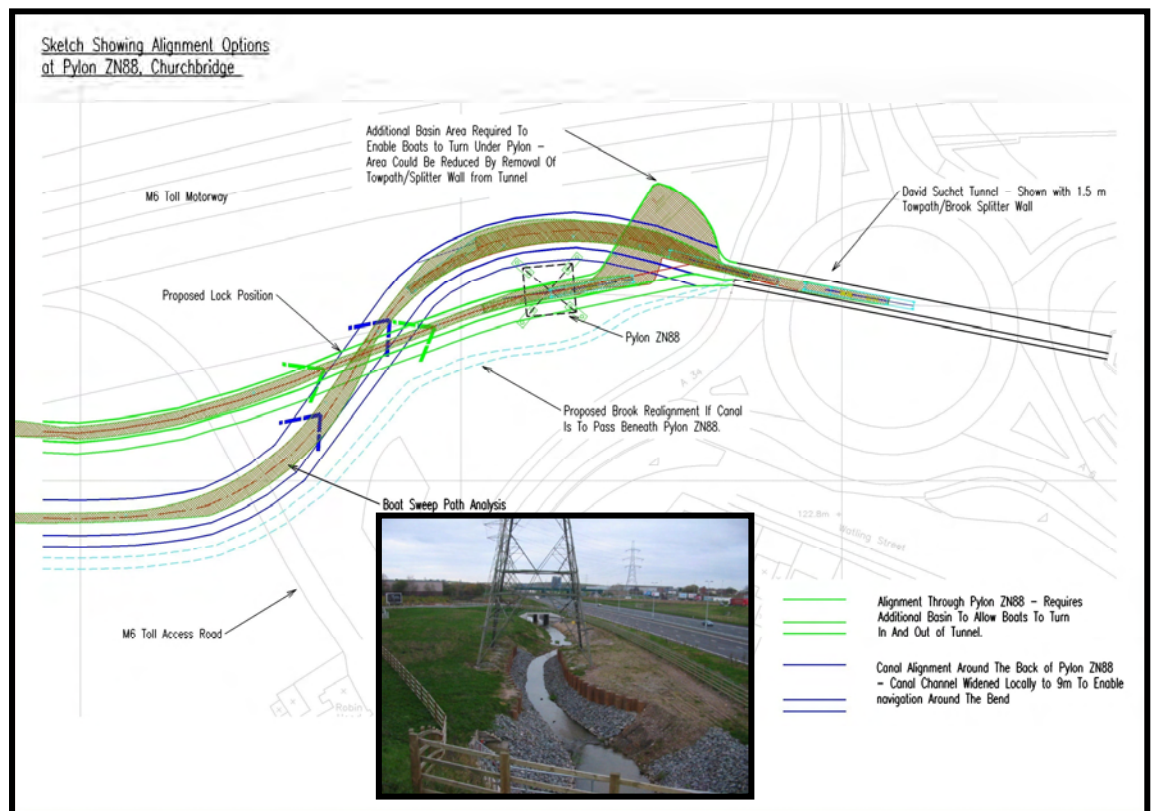 Sketch Showing Alignment Options
at Pylon ZN88, Churchbridge
Additional Basin Area Required To
Enable Boats to Turn Under Pylon –
Area Could Be Reduced By Removal Of
Towpath/Splitter Wall from Tunnel
M6 Toll Motorway
David Suchet Tunnel – Shown with 1.5 m
Towpath/Brook Splitter Wall
Proposed Lock Position
Pylon ZN88
A 34
Proposed Brook Realignment If Canal
Is To Pass Beneath Pylon ZN88.
Boat Sweep Path Analysis
122.8m +
Watling Street
M6 Toll Access Road
Robin
Alignment Through Pylon ZN88 – Requires
Additional Basin To Allow Boats To Turn
In And Out of Tunnel.
Canal Alignment Around The Back of Pylon ZN88
– Canal Channel Widened Locally to 9m To Enable
navigation Around The Bend